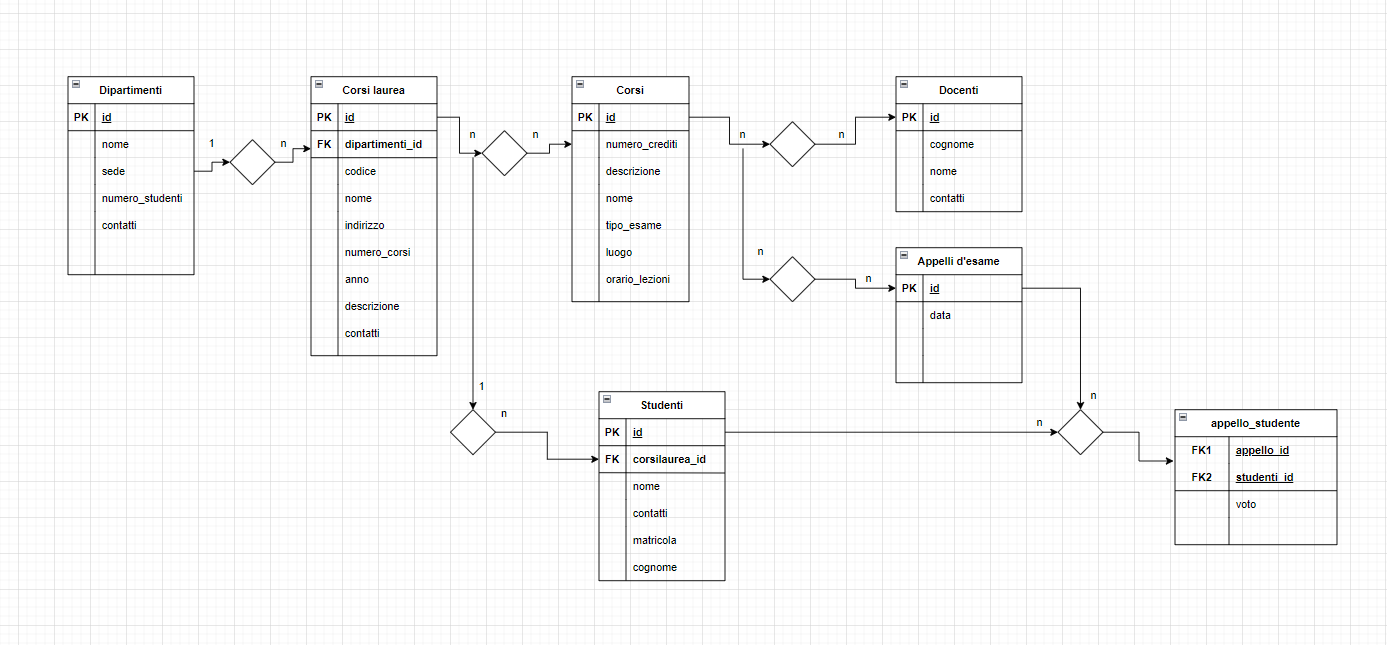 Dipartimenti
PK id
nome
sede
numero_studenti
contatti
1
n
Corsi laurea
PK id
FK dipartimenti_id
codice
nome
indirizzo
numero_corsi
anno
descrizione
contatti
n
n
Corsi
PK id
numero_crediti
descrizione
nome
tipo_esame
luogo
orario_lezioni
n
n
Docenti
PK id
cognome
nome
contatti
n
n
Appelli d'esame
PK id
data
1
n
Studenti
PK id
FK corsilaurea_id
nome
contatti
matricola
cognome
n
n
appello_studente
FK1 appello_id
FK2 studenti_id
voto